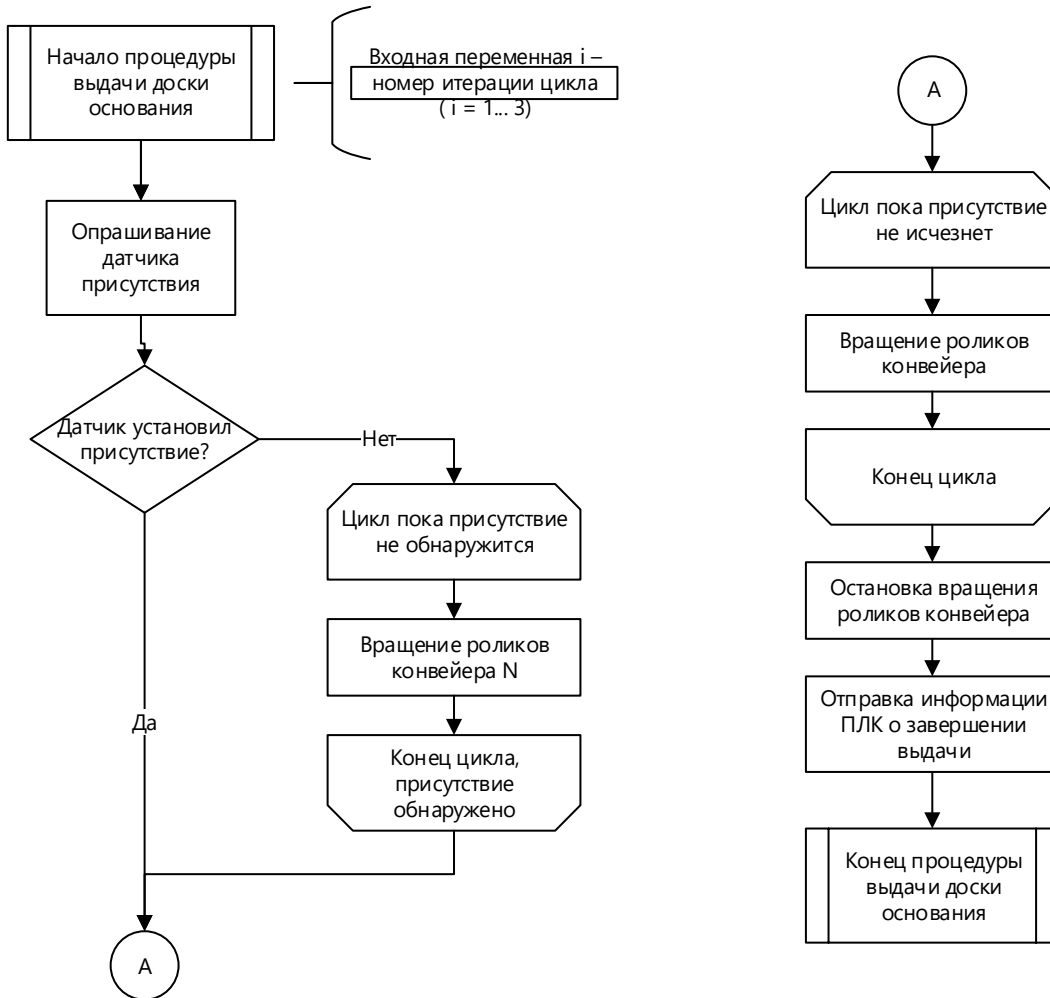 Начало процедуры
выдачи доски
основания
Входная переменная i –
номер итерации цикла
( i = 1... 3)
Опрашивание
датчика
присутствия
Датчик установил
присутствие?
Нет
Цикл пока присутствие
не обнаружится
Вращение роликов
конвейера N
Да
Конец цикла,
присутствие
обнаружено
А
А
Цикл пока присутствие
не исчезнет
Вращение роликов
конвейера
Конец цикла
Остановка вращения
роликов конвейера
Отправка информации
ПЛК о завершении
выдачи
Конец процедуры
выдачи доски
основания